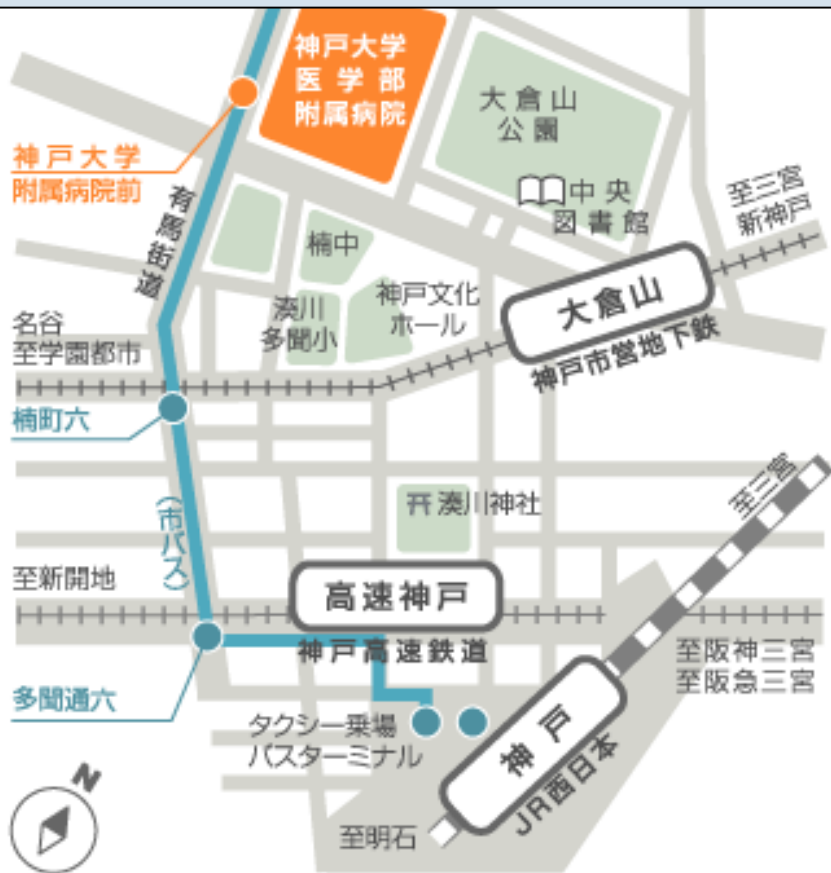 神戸大学
医学部
附属病院
大倉山
公園
神戸大学
附属病院前
中央
図書館
至三宮
新神戸
有馬街道
楠中
湊川
多聞小
神戸文化
ホール
大倉山
神戸市営地下鉄
名谷
至学園都市
楠町六
至三宮
湊川神社
(市バス)
至新開地
高速神戸
神戸高速鉄道
至阪神三宮
至阪急三宮
多聞通六
タクシー乗場
バスターミナル
神戸
JR西日本
至明石
N